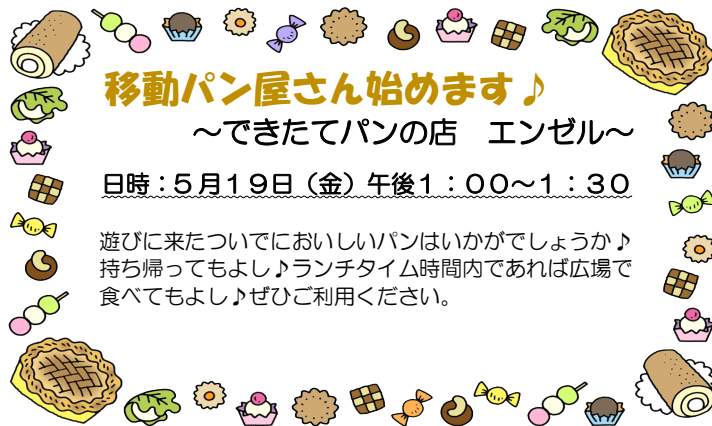 移動パン屋さん始めます♪
～できたてパンの店　エンゼル～
日時：５月１９日（金）午後１：００～１：３０
遊びに来たついでにおいしいパンはいかがでしょうか♪
持ち帰ってもよし♪ランチタイム時間内であれば広場で
食べてもよし♪ぜひご利用ください。